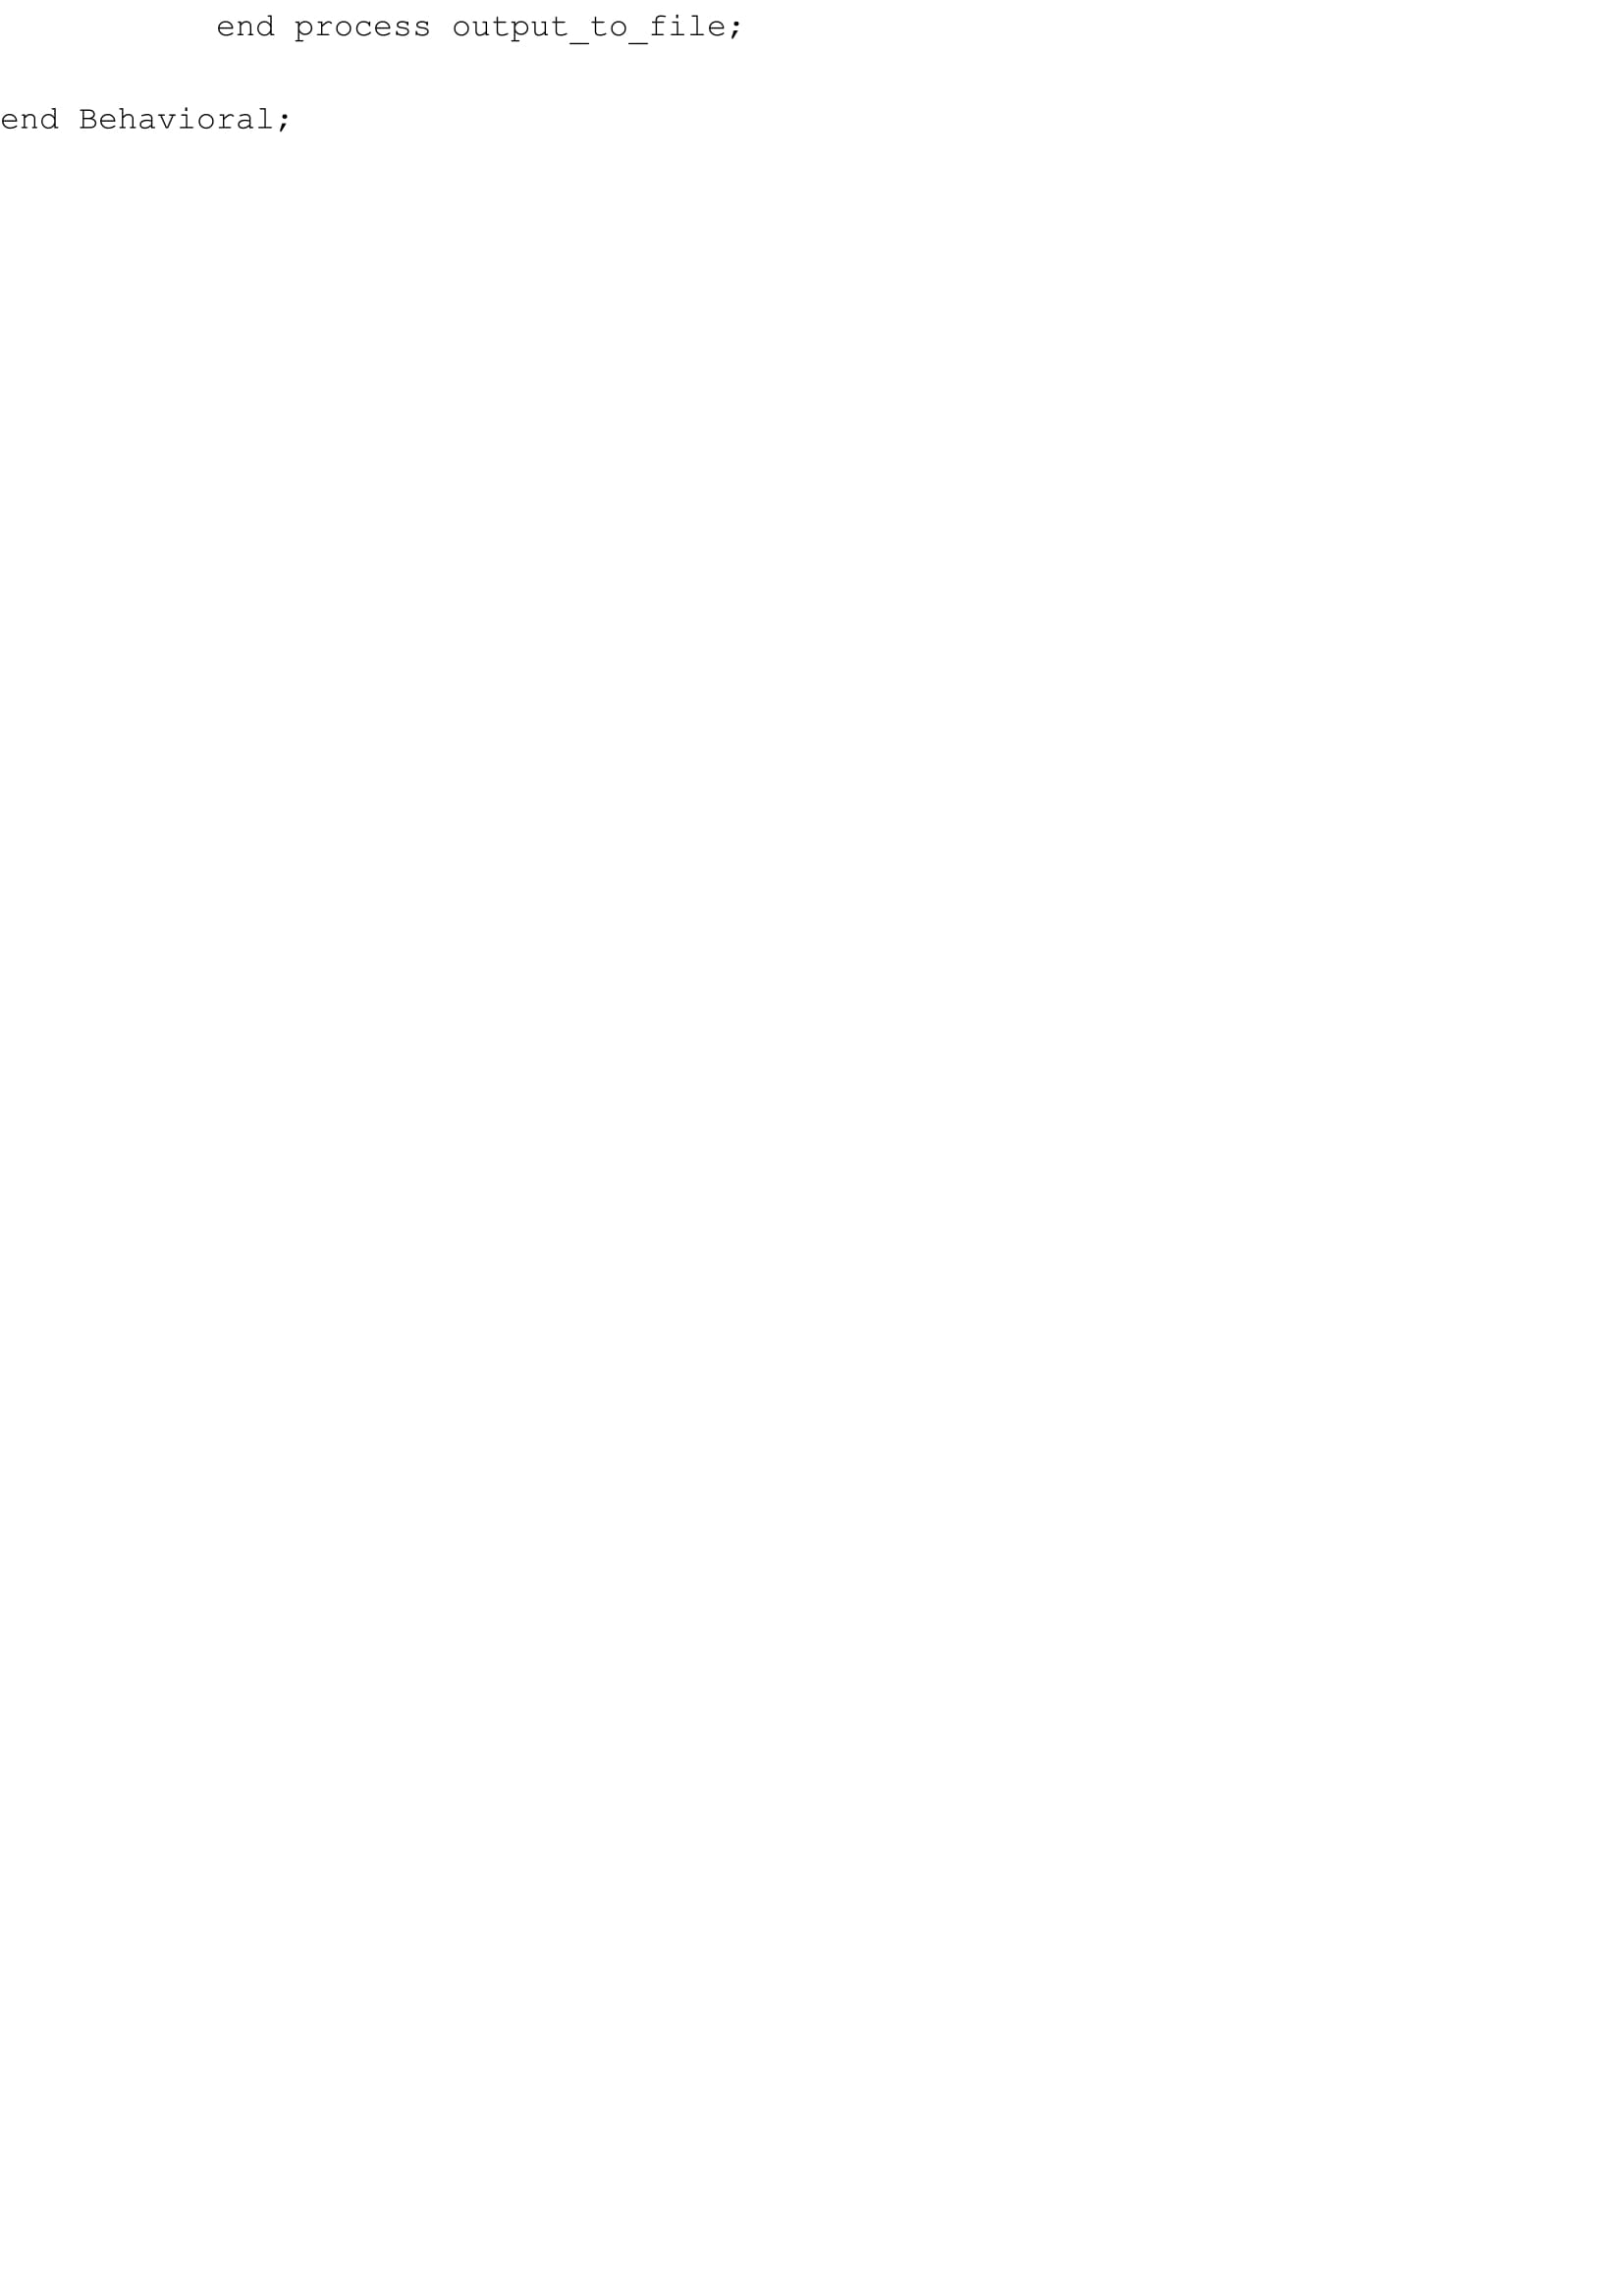 end process output_to_file;
end Behavioral;